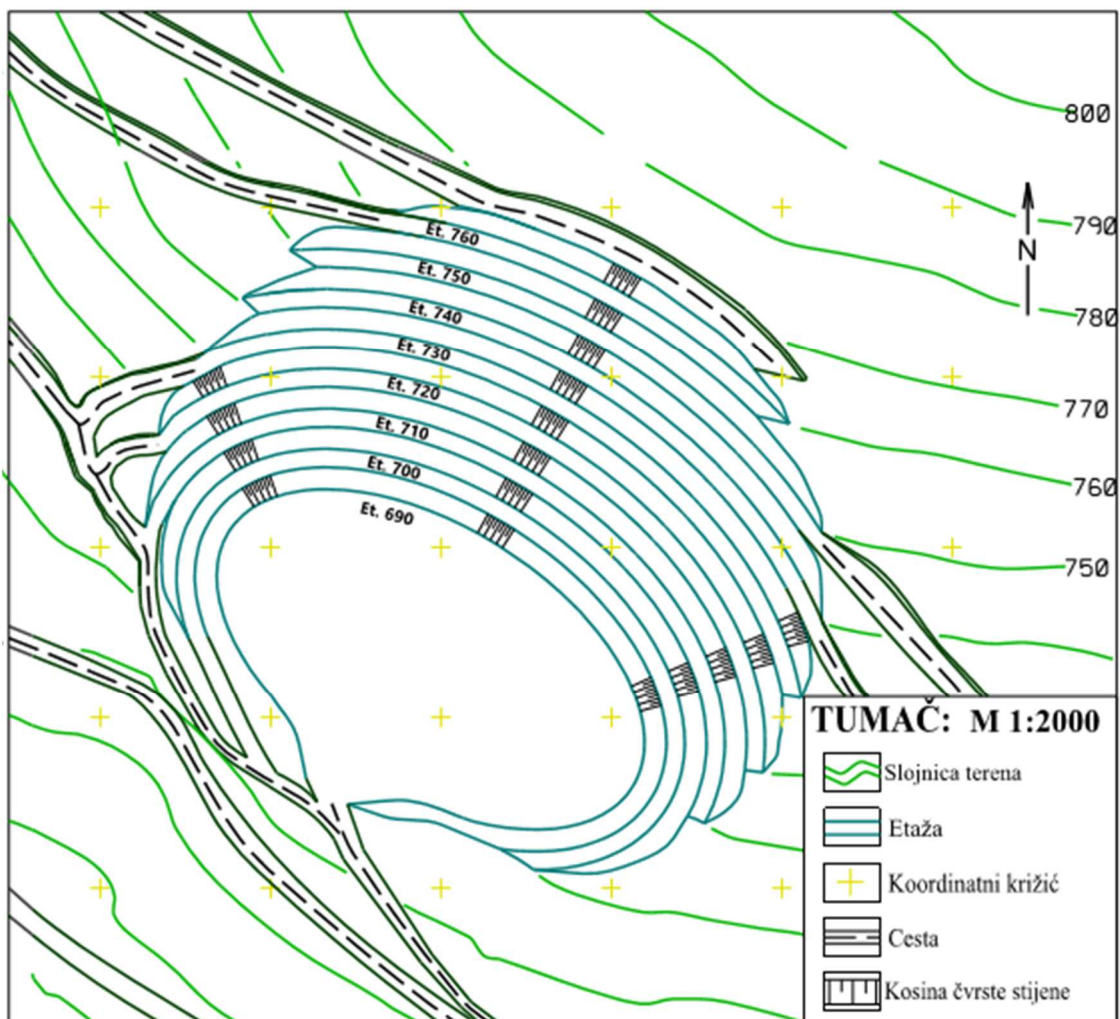 800
790
N
780
770
760
750
Et. 760
Et. 750
Et. 740
Et. 730
Et. 720
Et. 710
Et. 700
Et. 690
TUMAČ: M 1:2000
Slojnica terena
Etaža
Koordinatni križić
Cesta
Kosina čvrste stijene